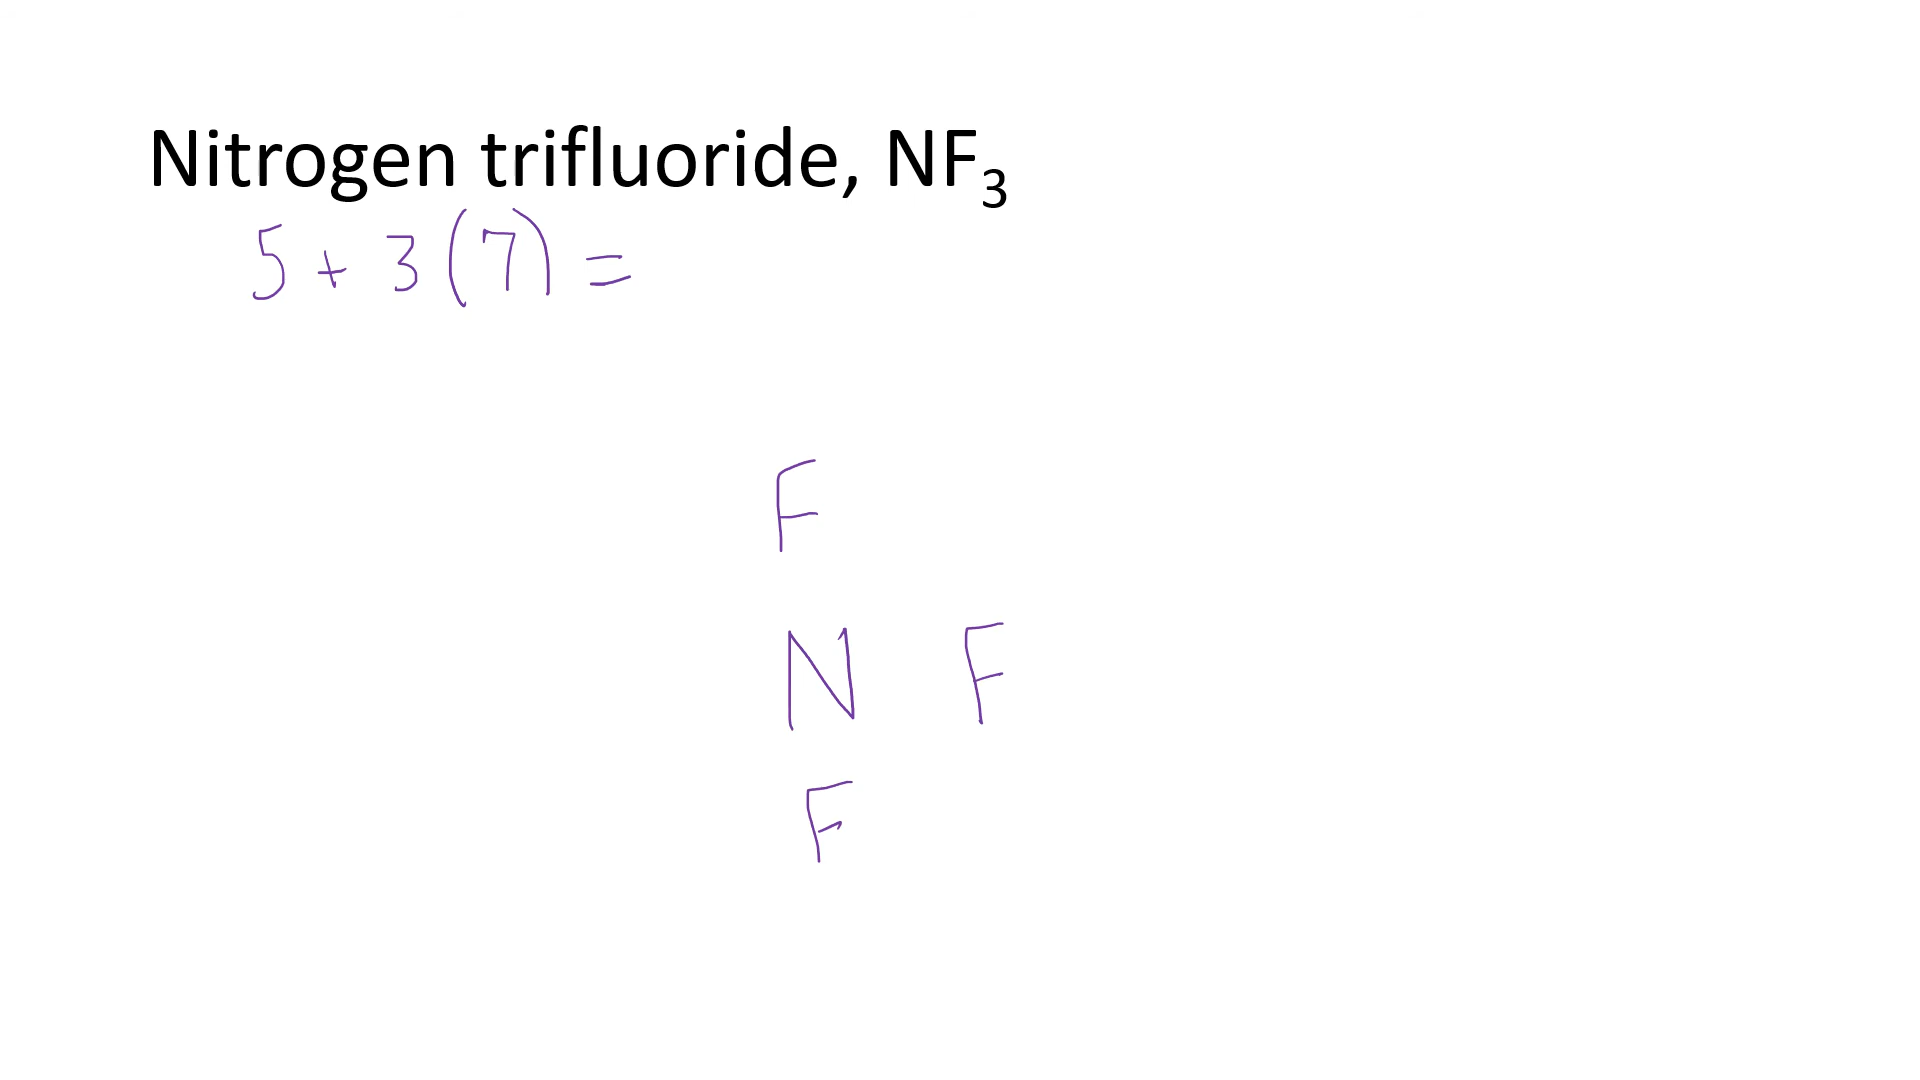 Nitrogen trifluoride, NF₃
5 + 3(7) =
F
N F
F